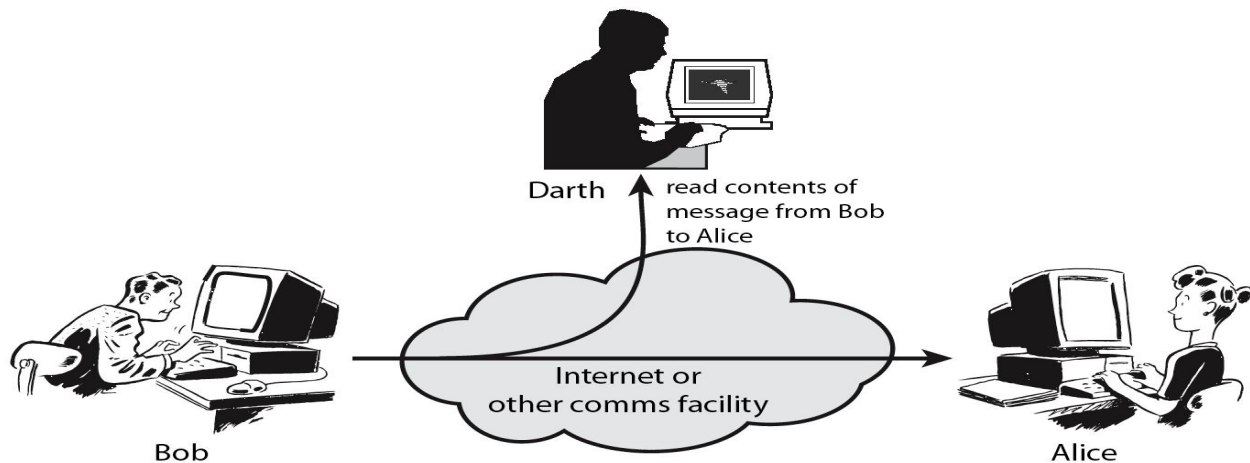 Darth
read contents of
message from Bob
to Alice
Internet or
other comms facility
Bob
Alice